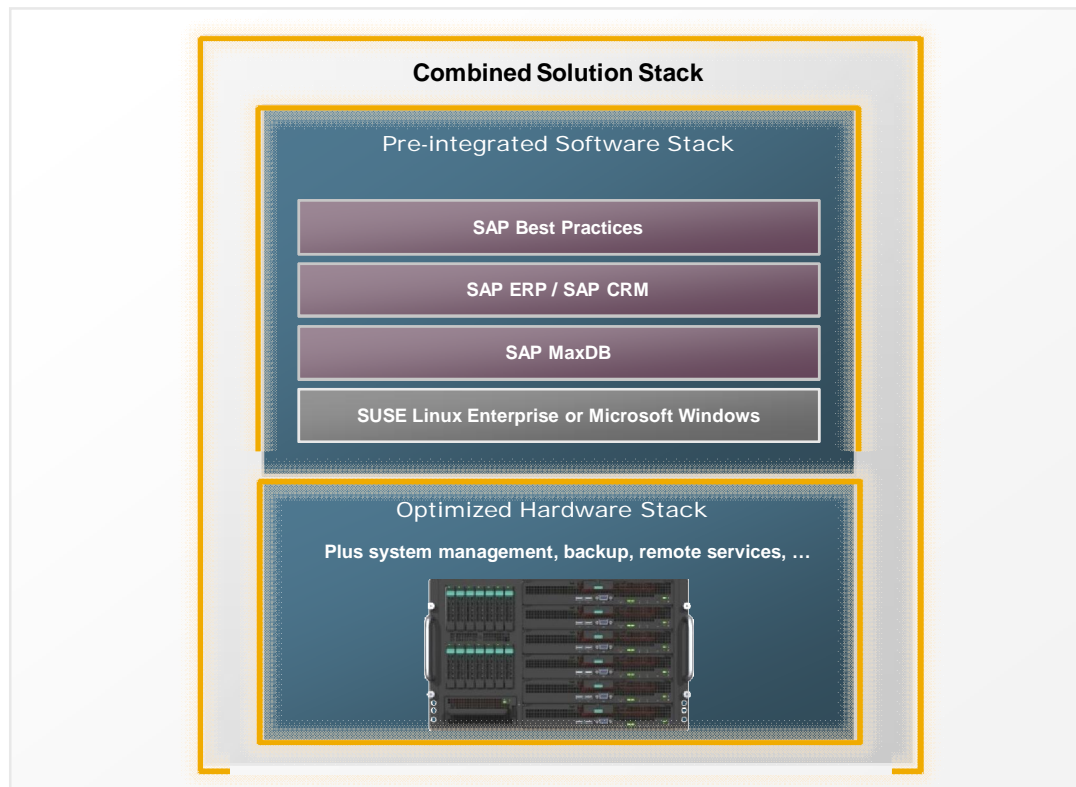 Combined Solution Stack
Pre-integrated Software Stack
SAP Best Practices
SAP ERP / SAP CRM
SAP MaxDB
SUSE Linux Enterprise or Microsoft Windows
Optimized Hardware Stack
Plus system management, backup, remote services, …